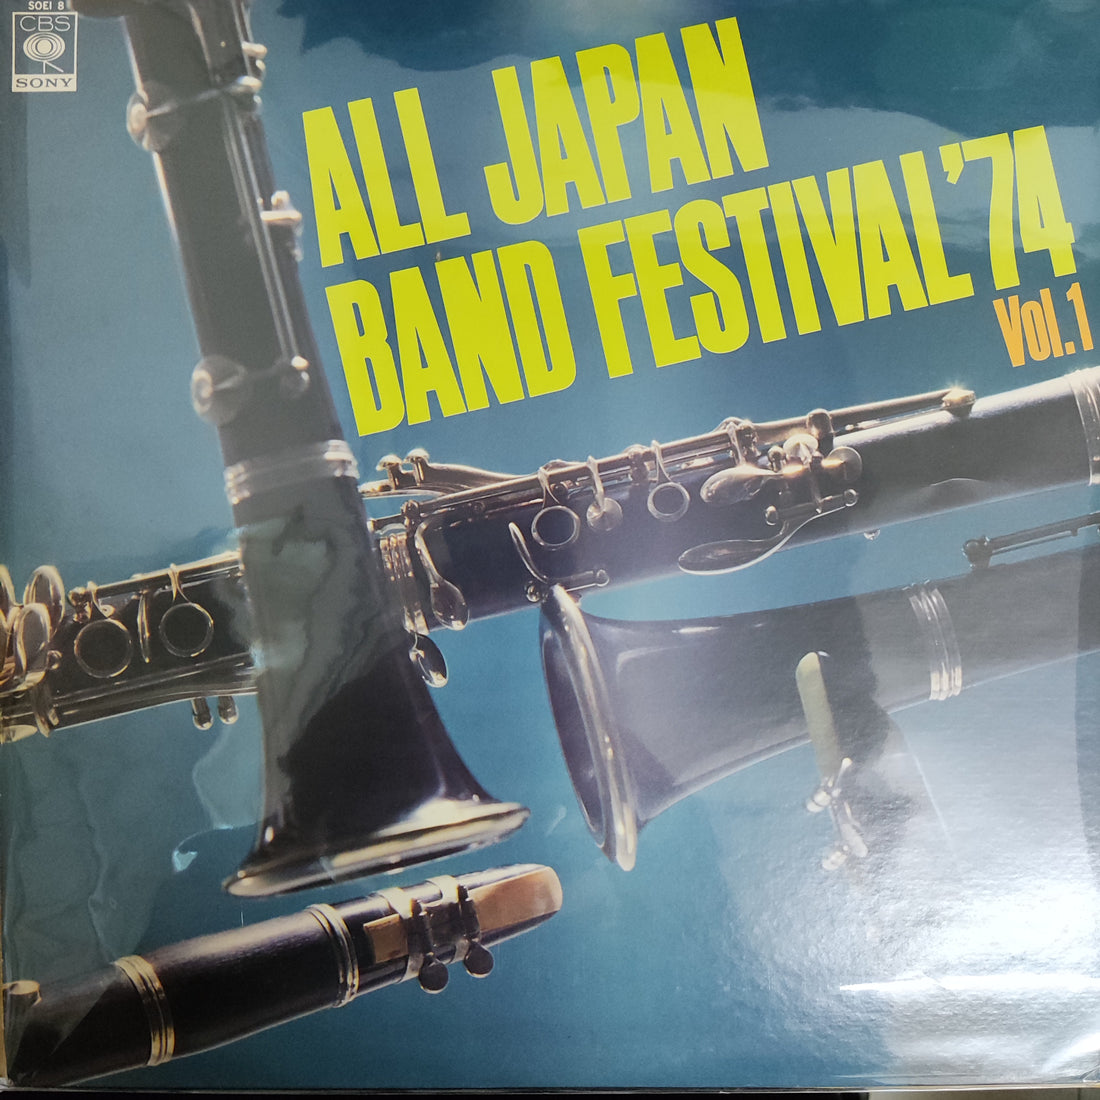 SOEI 8
CBS
SONY
ALL JAPAN
BAND FESTIVAL '74
Vol.1